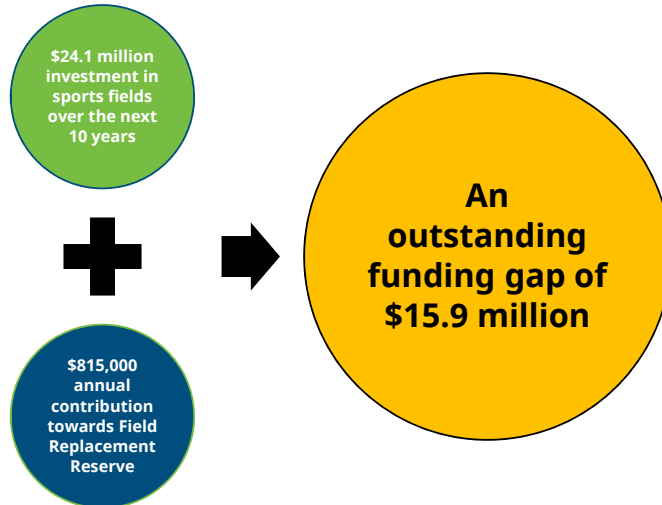 $24.1 million
investment in
sports fields
over the next
10 years
An
outstanding
funding gap of
$15.9 million
$815,000
annual
contribution
towards Field
Replacement
Reserve